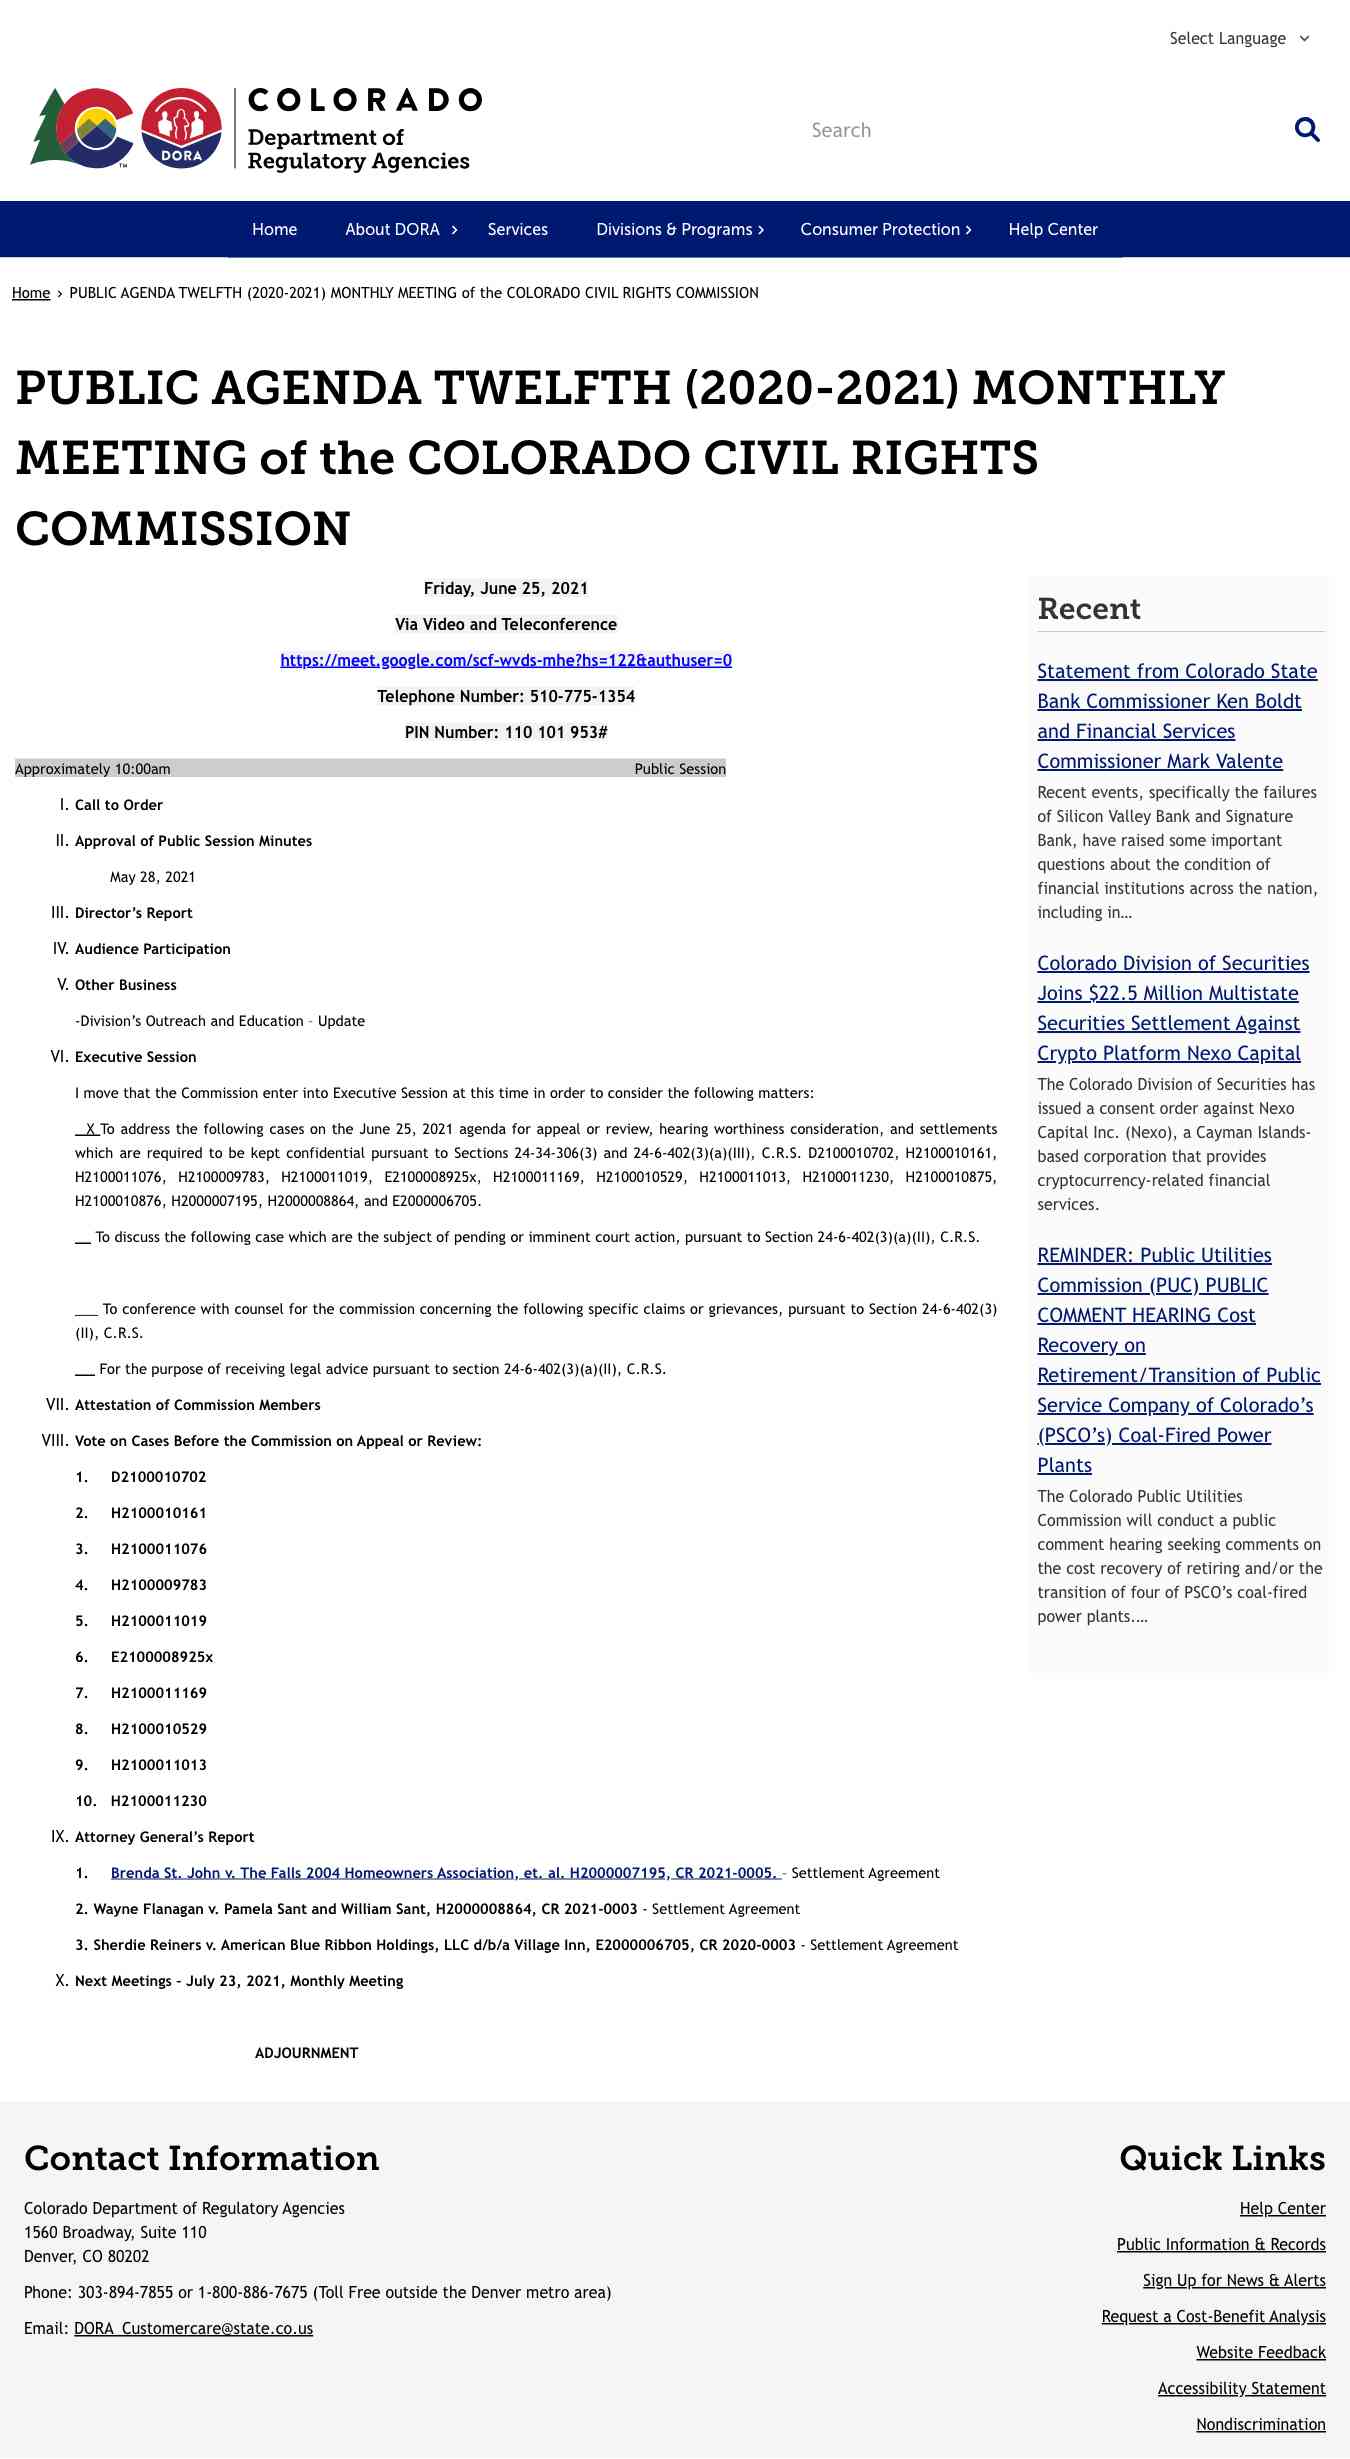 Select Language
COLORADO
Department of
Regulatory Agencies
DORA
TM
Search
Home
About DORA
Services
Divisions & Programs
Consumer Protection
Help Center
Home › PUBLIC AGENDA TWELFTH (2020-2021) MONTHLY MEETING of the COLORADO CIVIL RIGHTS COMMISSION
PUBLIC AGENDA TWELFTH (2020-2021) MONTHLY
MEETING of the COLORADO CIVIL RIGHTS
COMMISSION
Friday, June 25, 2021
Via Video and Teleconference
https://meet.google.com/scf-wvds-mhe?hs=122&authuser=0
Telephone Number: 510-775-1354
PIN Number: 110 101 953#
Approximately 10:00am Public Session
I. Call to Order
II. Approval of Public Session Minutes
May 28, 2021
III. Director’s Report
IV. Audience Participation
V. Other Business
-Division’s Outreach and Education – Update
VI. Executive Session
I move that the Commission enter into Executive Session at this time in order to consider the following matters:
_X_To address the following cases on the June 25, 2021 agenda for appeal or review, hearing worthiness consideration, and settlements
which are required to be kept confidential pursuant to Sections 24-34-306(3) and 24-6-402(3)(a)(III), C.R.S. D2100010702, H2100010161,
H2100011076, H2100009783, H2100011019, E2100008925x, H2100011169, H2100010529, H2100011013, H2100011230, H2100010875,
H2100010876, H2000007195, H2000008864, and E2000006705.
__ To discuss the following case which are the subject of pending or imminent court action, pursuant to Section 24-6-402(3)(a)(II), C.R.S.
___ To conference with counsel for the commission concerning the following specific claims or grievances, pursuant to Section 24-6-402(3)
(II), C.R.S.
___ For the purpose of receiving legal advice pursuant to section 24-6-402(3)(a)(II), C.R.S.
VII. Attestation of Commission Members
VIII. Vote on Cases Before the Commission on Appeal or Review:
1. D2100010702
2. H2100010161
3. H2100011076
4. H2100009783
5. H2100011019
6. E2100008925x
7. H2100011169
8. H2100010529
9. H2100011013
10. H2100011230
IX. Attorney General’s Report
1. Brenda St. John v. The Falls 2004 Homeowners Association, et. al. H2000007195, CR 2021-0005. – Settlement Agreement
2. Wayne Flanagan v. Pamela Sant and William Sant, H2000008864, CR 2021-0003 - Settlement Agreement
3. Sherdie Reiners v. American Blue Ribbon Holdings, LLC d/b/a Village Inn, E2000006705, CR 2020-0003 - Settlement Agreement
X. Next Meetings – July 23, 2021, Monthly Meeting
ADJOURNMENT
Recent
Statement from Colorado State
Bank Commissioner Ken Boldt
and Financial Services
Commissioner Mark Valente
Recent events, specifically the failures
of Silicon Valley Bank and Signature
Bank, have raised some important
questions about the condition of
financial institutions across the nation,
including in…
Colorado Division of Securities
Joins $22.5 Million Multistate
Securities Settlement Against
Crypto Platform Nexo Capital
The Colorado Division of Securities has
issued a consent order against Nexo
Capital Inc. (Nexo), a Cayman Islands-
based corporation that provides
cryptocurrency-related financial
services.
REMINDER: Public Utilities
Commission (PUC) PUBLIC
COMMENT HEARING Cost
Recovery on
Retirement/Transition of Public
Service Company of Colorado’s
(PSCO’s) Coal-Fired Power
Plants
The Colorado Public Utilities
Commission will conduct a public
comment hearing seeking comments on
the cost recovery of retiring and/or the
transition of four of PSCO’s coal-fired
power plants.…
Contact Information
Colorado Department of Regulatory Agencies
1560 Broadway, Suite 110
Denver, CO 80202
Phone: 303-894-7855 or 1-800-886-7675 (Toll Free outside the Denver metro area)
Email: DORA_Customercare@state.co.us
Quick Links
Help Center
Public Information & Records
Sign Up for News & Alerts
Request a Cost-Benefit Analysis
Website Feedback
Accessibility Statement
Nondiscrimination